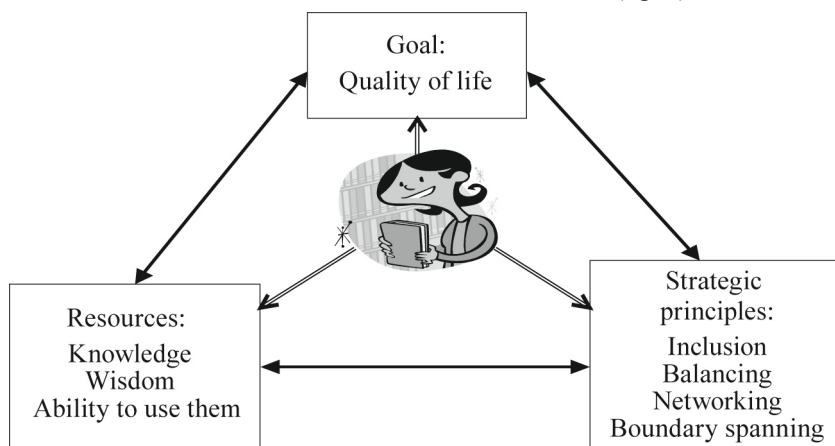 Goal:
Quality of life
Resources:
Knowledge
Wisdom
Ability to use them
Strategic
principles:
Inclusion
Balancing
Networking
Boundary spanning